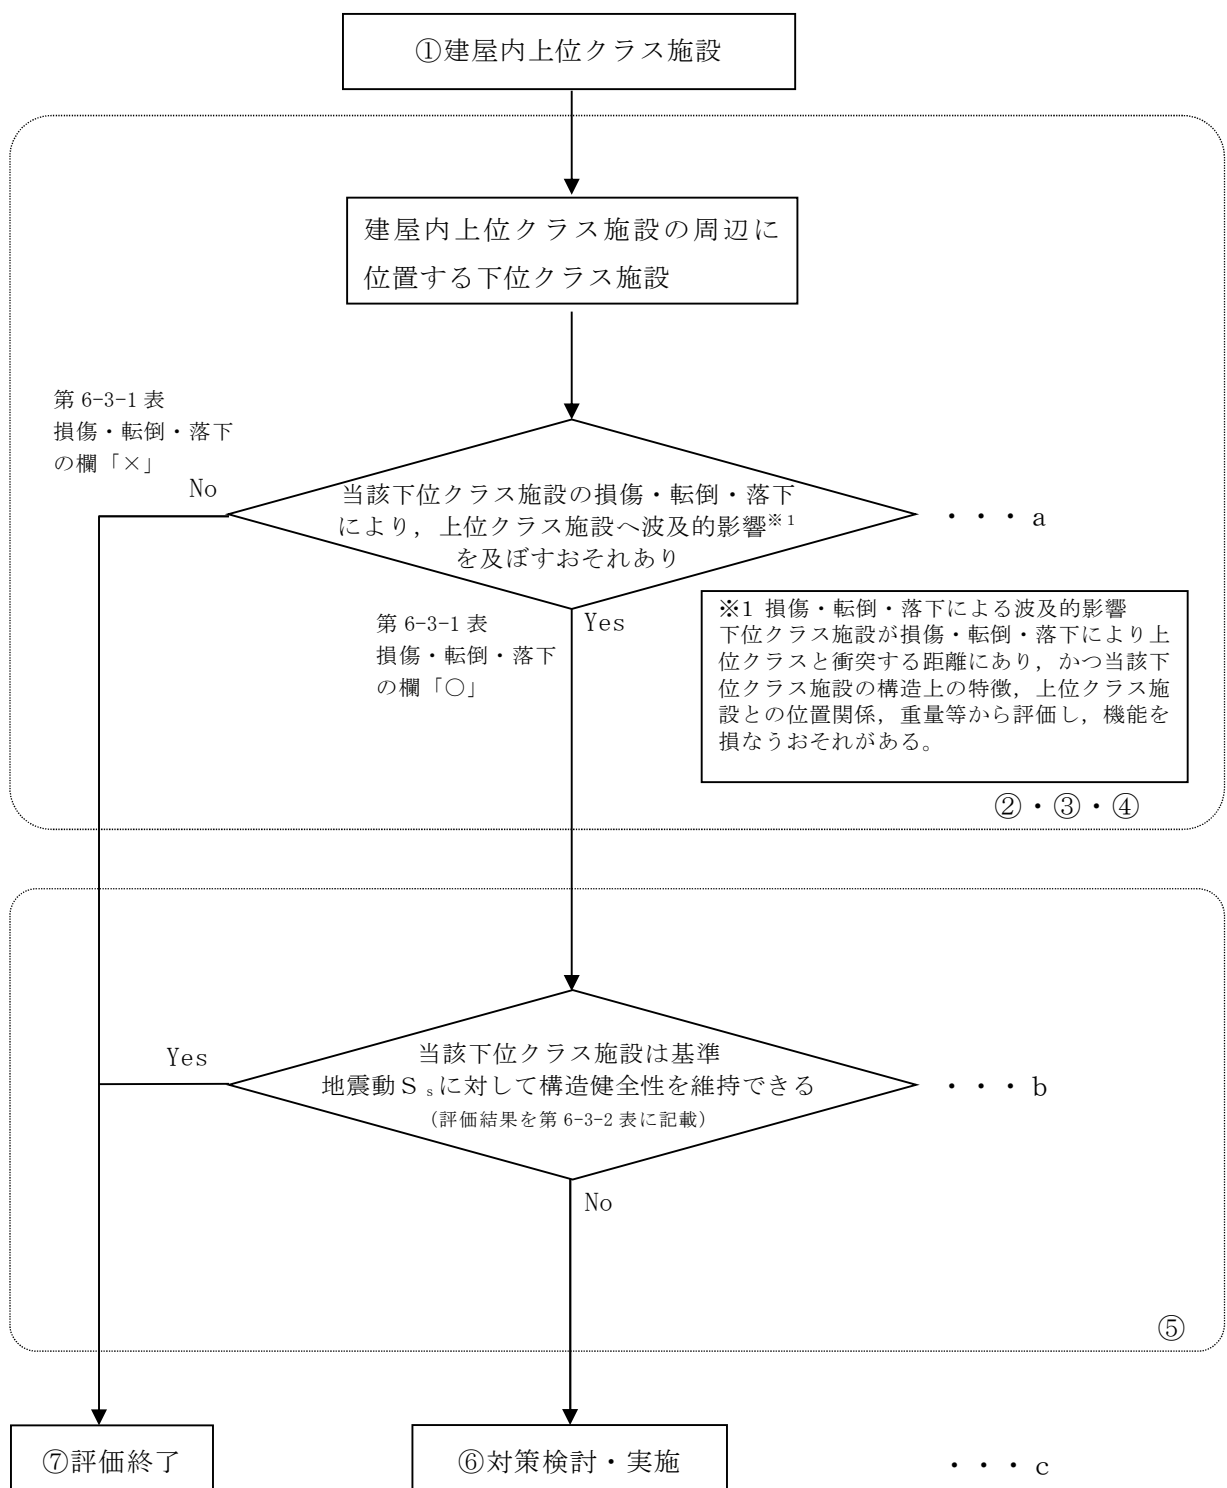 ①建屋内上位クラス施設
建屋内上位クラス施設の周辺に
位置する下位クラス施設
第 6-3-1 表
損傷・転倒・落下
の欄「×」
No
当該下位クラス施設の損傷・転倒・落下
により，上位クラス施設へ波及的影響※1
を及ぼすおそれあり
・・・a
第 6-3-1 表
損傷・転倒・落下
の欄「○」
Yes
※1 損傷・転倒・落下による波及的影響
下位クラス施設が損傷・転倒・落下により上
位クラスと衝突する距離にあり，かつ当該下
位クラス施設の構造上の特徴，上位クラス施
設との位置関係，重量等から評価し，機能を
損なうおそれがある。
②・③・④
Yes
当該下位クラス施設は基準
地震動Ｓｓに対して構造健全性を維持できる
（評価結果を第 6-3-2 表に記載）
・・・b
No
⑤
⑦評価終了
⑥対策検討・実施
・・・c